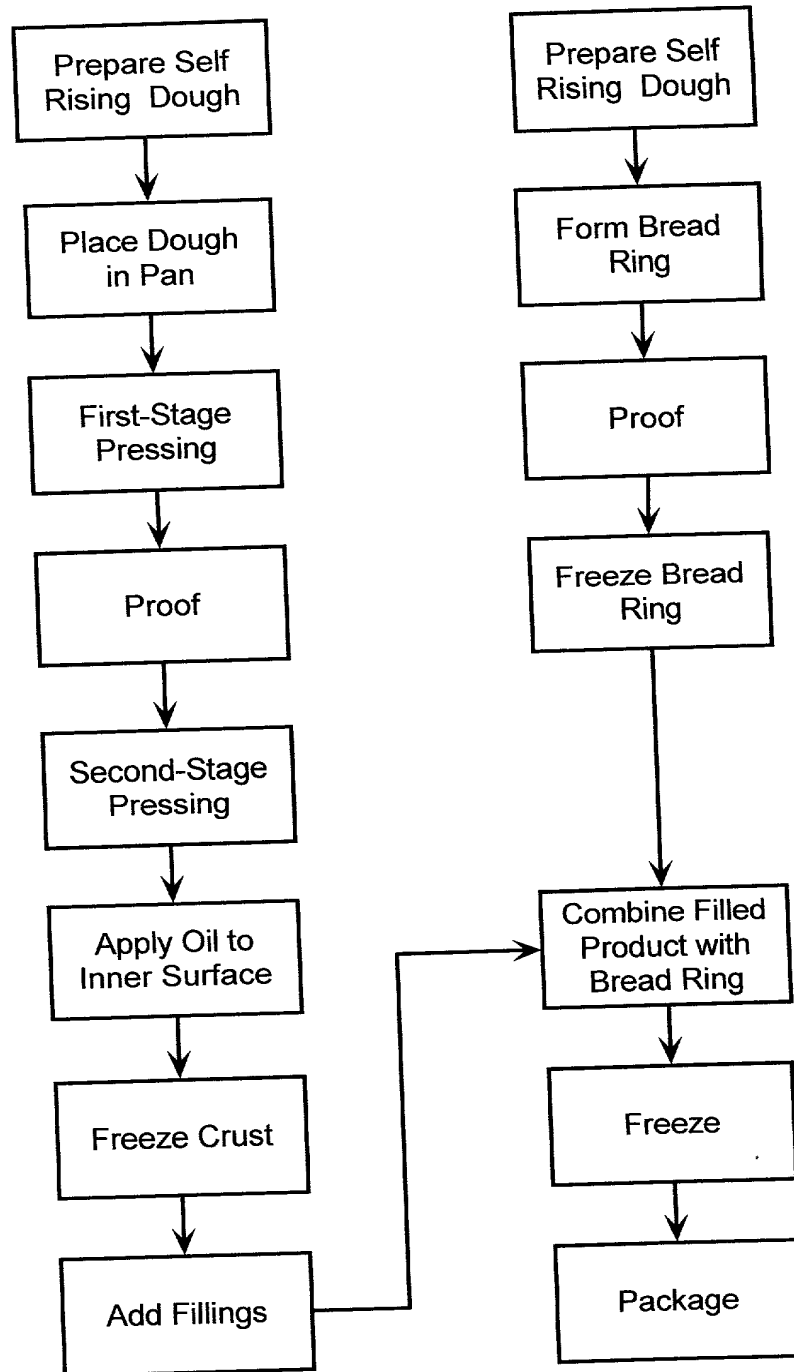 Prepare Self
Rising Dough
Place Dough
in Pan
First-Stage
Pressing
Proof
Second-Stage
Pressing
Apply Oil to
Inner Surface
Freeze Crust
Add Fillings
Prepare Self
Rising Dough
Form Bread
Ring
Proof
Freeze Bread
Ring
Combine Filled
Product with
Bread Ring
Freeze
Package